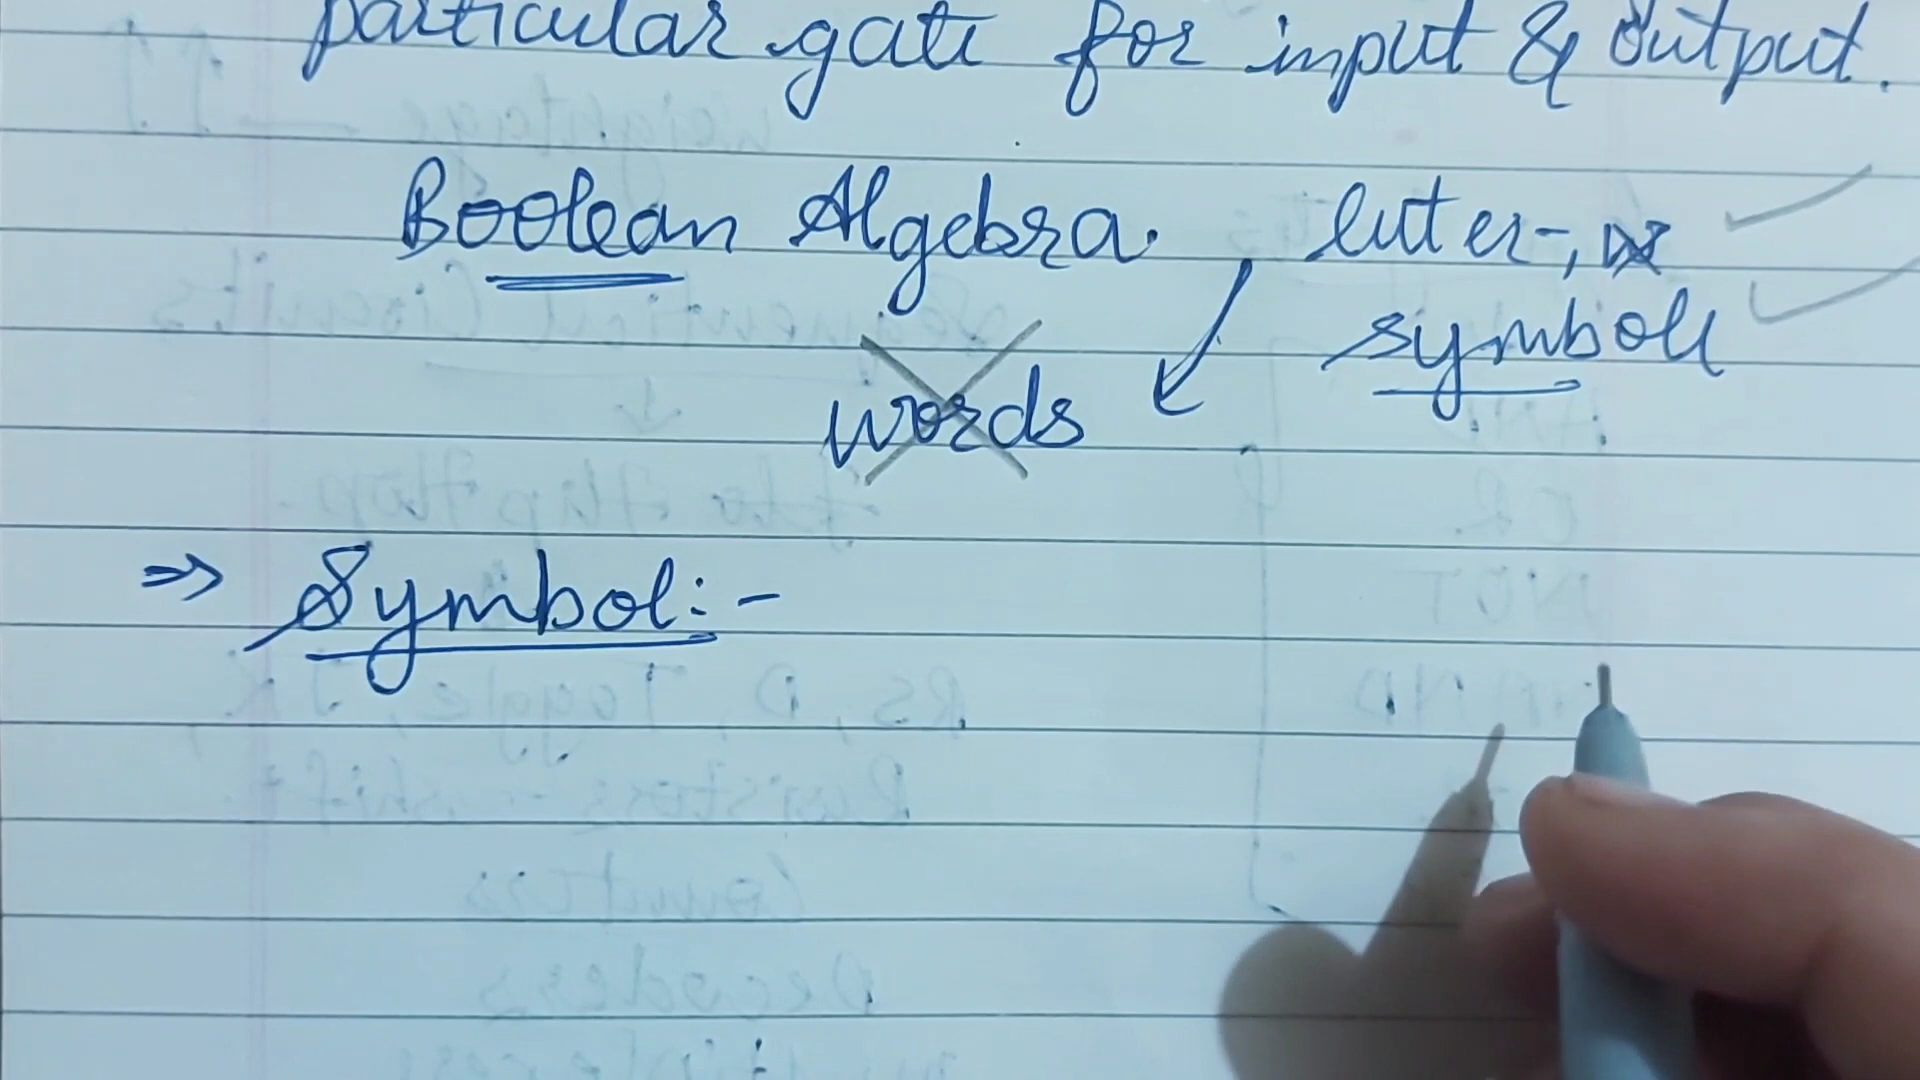 particular gate for input & output.
Boolean Algebra. letter,
symbol
words
⇒ Symbol:-